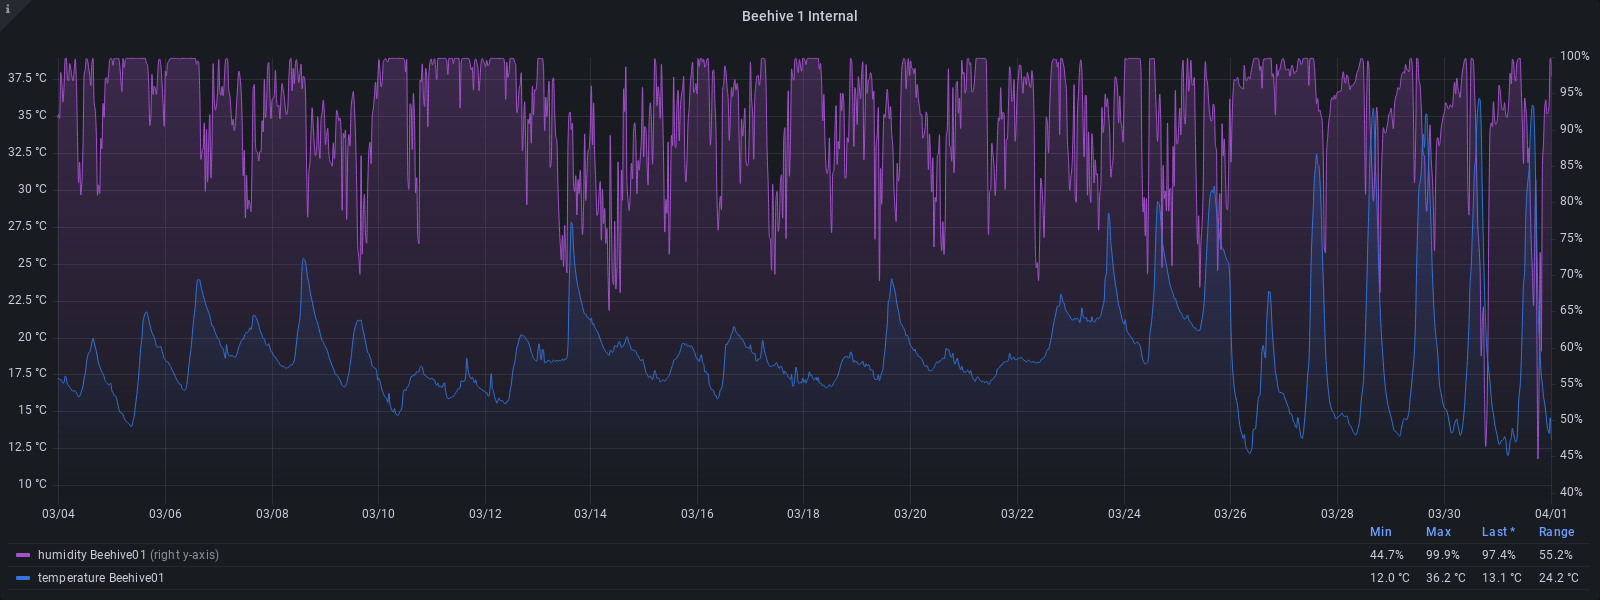 i
Beehive 1 Internal
37.5 °C
35 °C
32.5 °C
30 °C
27.5 °C
25 °C
22.5 °C
20 °C
17.5 °C
15 °C
12.5 °C
10 °C
100%
95%
90%
85%
80%
75%
70%
65%
60%
55%
50%
45%
40%
03/04 03/06 03/08 03/10 03/12 03/14 03/16 03/18 03/20 03/22 03/24 03/26 03/28 03/30 04/01
Min Max Last * Range
humidity Beehive01 (right y-axis) 44.7% 99.9% 97.4% 55.2%
temperature Beehive01 12.0 °C 36.2 °C 13.1 °C 24.2 °C